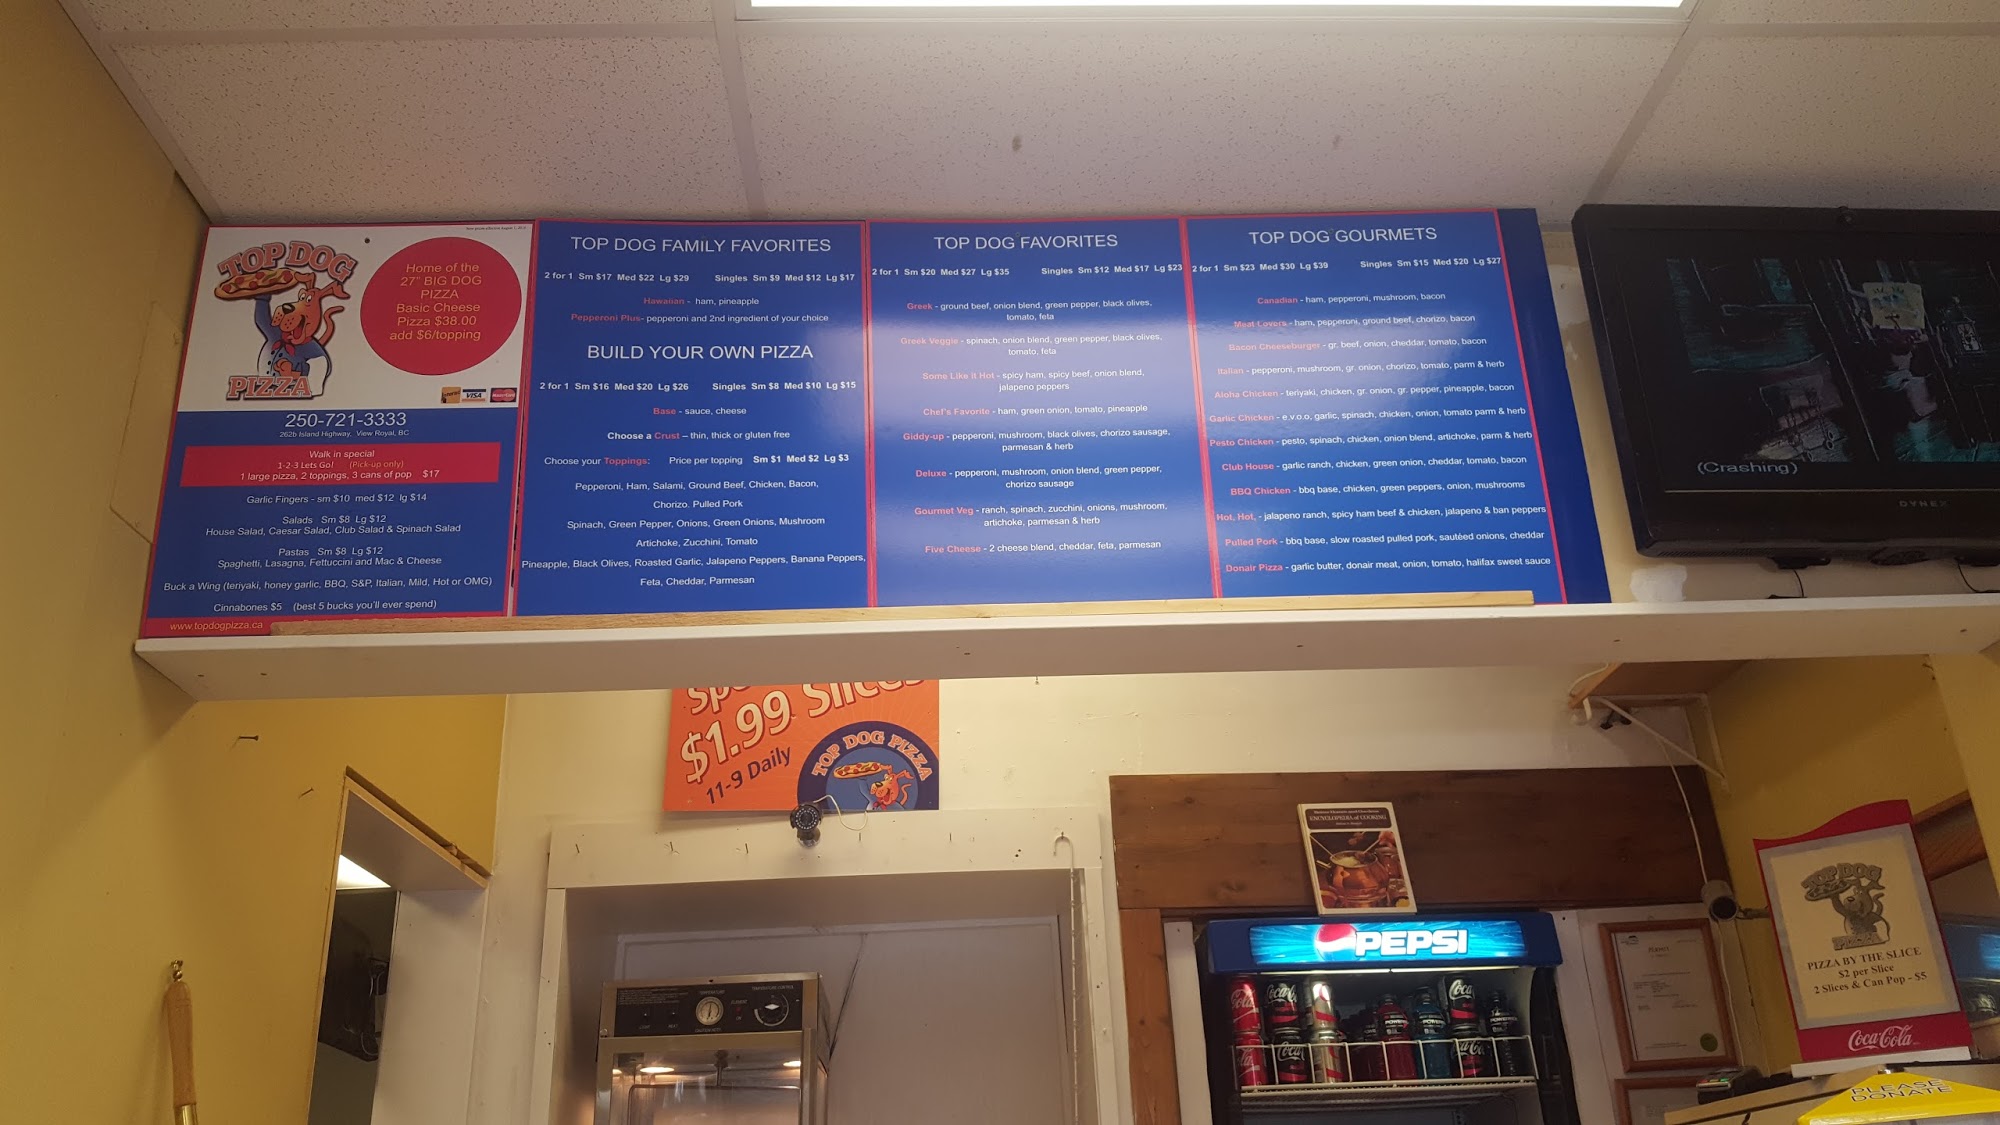 TOP DOG
PIZZA
Home of the
27" BIG DOG
PIZZA
Basic Cheese
Pizza $38.00
add $6/topping
VISA
MasterCard
250-721-3333
262b Island Highway, View Royal, BC
Walk in special
1-2-3 Lets Go! (Pick-up only)
1 large pizza, 2 toppings, 3 cans of pop $17
Garlic Fingers - sm $10 med $12 lg $14
Salads Sm $8 Lg $12
House Salad, Caesar Salad, Club Salad & Spinach Salad
Pastas Sm $8 Lg $12
Spaghetti, Lasagna, Fettuccini and Mac & Cheese
Buck a Wing (teriyaki, honey garlic, BBQ, S&P, Italian, Mild, Hot or OMG)
Cinnabones $5 (best 5 bucks you'll ever spend)
www.topdogpizza.ca
TOP DOG FAMILY FAVORITES
2 for 1 Sm $17 Med $22 Lg $29 Singles Sm $9 Med $12 Lg $17
Hawaiian - ham, pineapple
Pepperoni Plus- pepperoni and 2nd ingredient of your choice
BUILD YOUR OWN PIZZA
2 for 1 Sm $16 Med $20 Lg $26 Singles Sm $8 Med $10 Lg $15
Base - sauce, cheese
Choose a Crust – thin, thick or gluten free
Choose your Toppings: Price per topping Sm $1 Med $2 Lg $3
Pepperoni, Ham, Salami, Ground Beef, Chicken, Bacon,
Chorizo. Pulled Pork
Spinach, Green Pepper, Onions, Green Onions, Mushroom
Artichoke, Zucchini, Tomato
Pineapple, Black Olives, Roasted Garlic, Jalapeno Peppers, Banana Peppers,
Feta, Cheddar, Parmesan
TOP DOG FAVORITES
2 for 1 Sm $20 Med $27 Lg $35 Singles Sm $12 Med $17 Lg $23
Greek - ground beef, onion blend, green pepper, black olives,
tomato, feta
Greek Veggie - spinach, onion blend, green pepper, black olives,
tomato, feta
Some Like It Hot - spicy ham, spicy beef, onion blend,
jalapeno peppers
Chef's Favorite - ham, green onion, tomato, pineapple
Giddy-up - pepperoni, mushroom, black olives, chorizo sausage,
parmesan & herb
Deluxe - pepperoni, mushroom, onion blend, green pepper,
chorizo sausage
Gourmet Veg - ranch, spinach, zucchini, onions, mushroom,
artichoke, parmesan & herb
Five Cheese - 2 cheese blend, cheddar, feta, parmesan
TOP DOG GOURMETS
2 for 1 Sm $23 Med $30 Lg $39 Singles Sm $15 Med $20 Lg $27
Canadian - ham, pepperoni, mushroom, bacon
Meat Lovers - ham, pepperoni, ground beef, chorizo, bacon
Bacon Cheeseburger - gr. beef, onion, cheddar, tomato, bacon
Italian - pepperoni, mushroom, gr. onion, chorizo, tomato, parm & herb
Aloha Chicken - teriyaki, chicken, gr. onion, gr. pepper, pineapple, bacon
Garlic Chicken - e.v.o.o, garlic, spinach, chicken, onion, tomato parm & herb
Pesto Chicken - pesto, spinach, chicken, onion blend, artichoke, parm & herb
Club House - garlic ranch, chicken, green onion, cheddar, tomato, bacon
BBQ Chicken - bbq base, chicken, green peppers, onion, mushrooms
Hot, Hot, - jalapeno ranch, spicy ham beef & chicken, jalapeno & ban peppers
Pulled Pork - bbq base, slow roasted pulled pork, sautéed onions, cheddar
Donair Pizza - garlic butter, donair meat, onion, tomato, halifax sweet sauce
(Crashing)
DYNEX
$1.99 Slices
11-9 Daily
TOP DOG PIZZA
ENCYCLOPEDIA of COOKING
PEPSI
Coca-Cola
TOP DOG
PIZZA
PIZZA BY THE SLICE
$2 per Slice
2 Slices & Can Pop - $5
Coca-Cola
PLEASE
DONATE